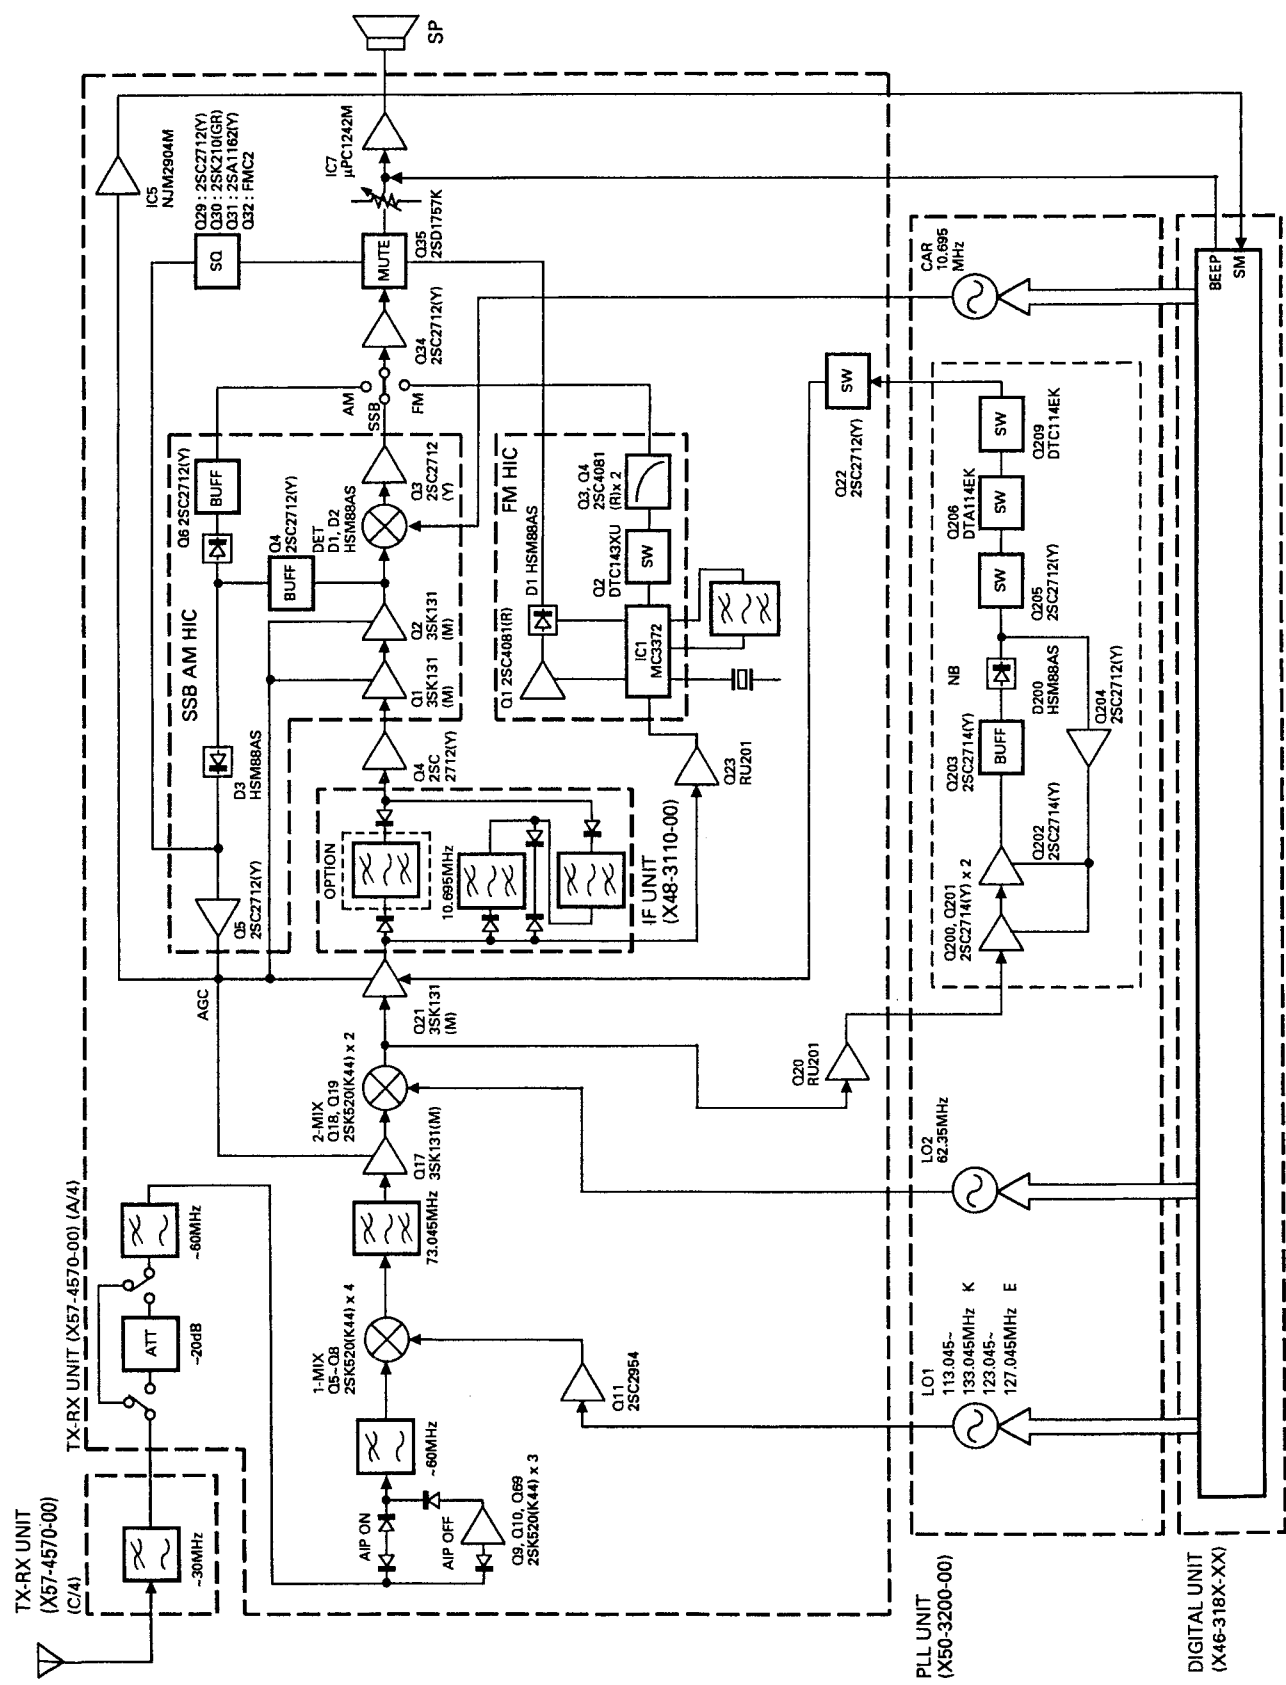 TX-RX UNIT
(X57-4570-00)
(C/4)
~30MHz
TX-RX UNIT (X57-4570-00) (A/4)
ATT
-20dB
~60MHz
AIP ON
AIP OFF
Q9, Q10, Q69
2SK520(K44) x 3
~60MHz
1-MIX
Q5~Q8
2SK520(K44) x 4
Q11
2SC2954
73.045MHz
Q17
3SK131(M)
2-MIX
Q18, Q19
2SK520(K44) x 2
Q20
RU201
Q21
3SK131
(M)
AGC
OPTION
10.695MHz
IF UNIT
(X48-3110-00)
Q4
2SC
2712(Y)
Q23
RU201
SSB AM HIC
Q5
2SC2712(Y)
D3
HSM88AS
Q1
3SK131
(M)
Q2
3SK131
(M)
BUFF
Q4
2SC2712(Y)
DET
D1, D2
HSM88AS
Q6 2SC2712(Y)
BUFF
Q3
2SC2712
(Y)
FM HIC
Q1 2SC4081(R)
D1 HSM88AS
IC1
MC3372
Q2
DTC143XU
SW
Q3, Q4
2SC4081
(R)x 2
AM
SSB
FM
Q34
2SC2712(Y)
MUTE
Q35
2SD1757K
SQ
Q29 : 2SC2712(Y)
Q30 : 2SK210(GR)
Q31 : 2SA1162(Y)
Q32 : FMC2
IC5
NJM2904M
IC7
µPC1242M
SP
SW
Q22
2SC2712(Y)
PLL UNIT
(X50-3200-00)
LO1
113.045~
133.045MHz K
123.045~
127.045MHz E
LO2
62.35MHz
Q200, Q201
2SC2714(Y) x 2
Q202
2SC2714(Y)
Q203
2SC2714(Y)
BUFF
NB
D200
HSM88AS
Q204
2SC2712(Y)
SW
Q205
2SC2712(Y)
Q206
DTA114EK
SW
SW
Q209
DTC114EK
CAR
10.695
MHz
DIGITAL UNIT
(X46-318X-XX)
BEEP
SM